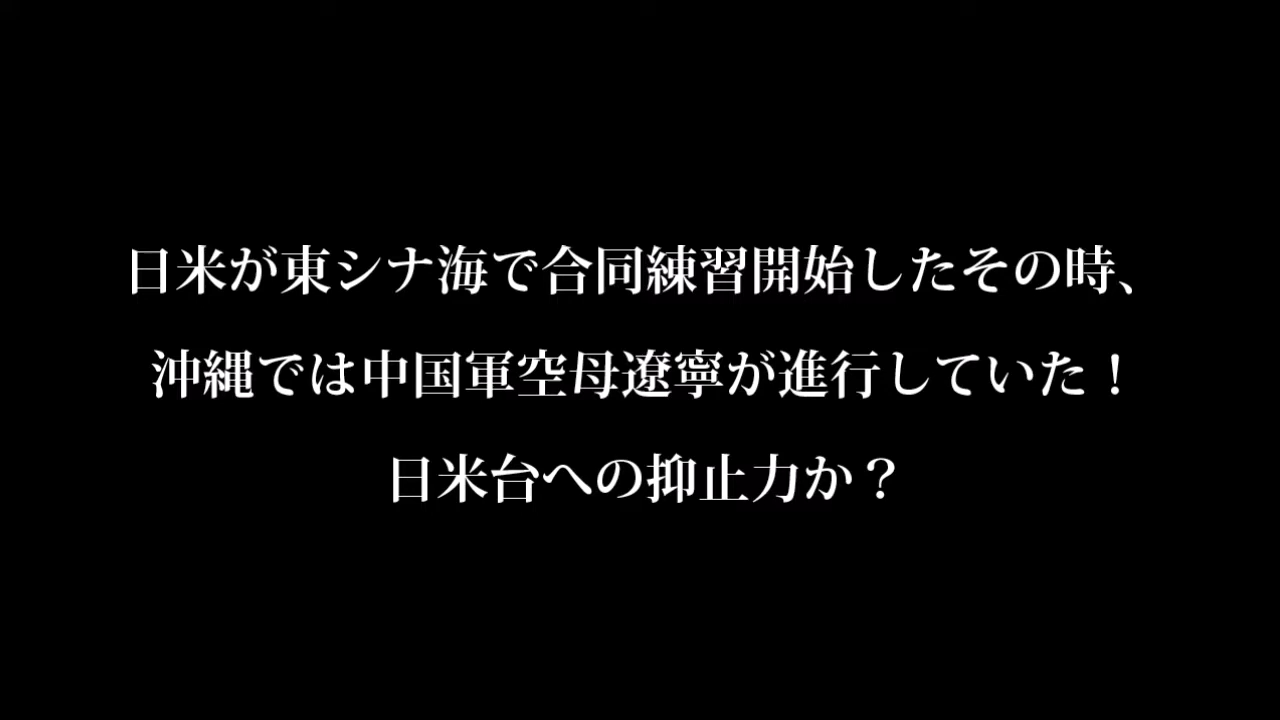 日米が東シナ海で合同練習開始したその時、
沖縄では中国軍空母遼寧が進行していた！
日米台への抑止力か？